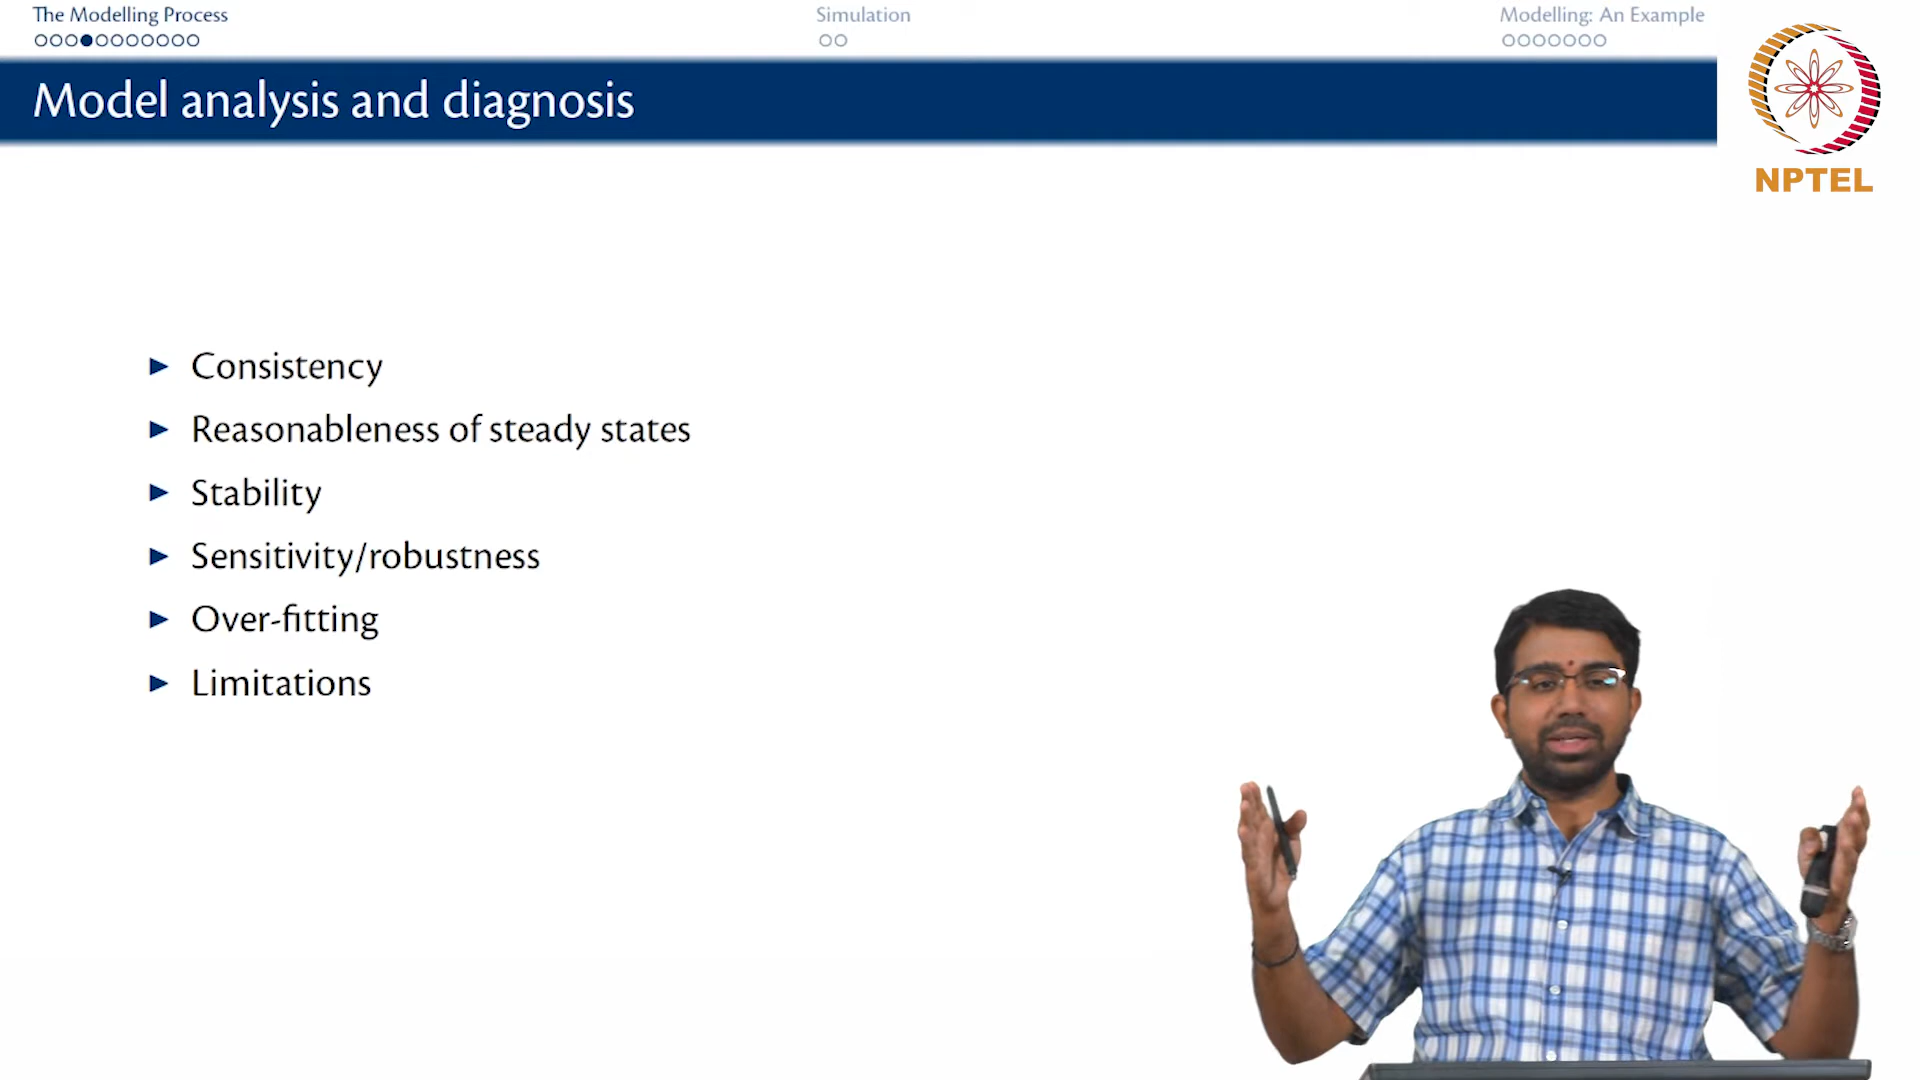 The Modelling Process
Simulation
Modelling: An Example
Model analysis and diagnosis
NPTEL
Consistency
Reasonableness of steady states
Stability
Sensitivity/robustness
Over-fitting
Limitations